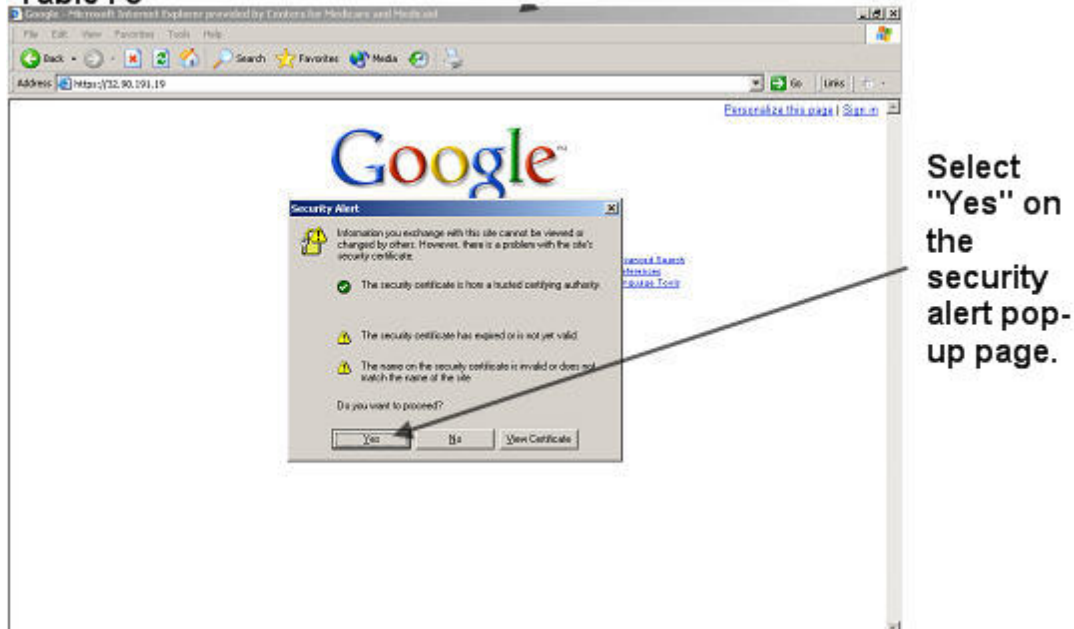 Google - Microsoft Internet Explorer provided by Centers for Medicare and Medicaid
File Edit View Favorites Tools Help
Back Search Favorites Media
Address https://32.90.191.19 Go Links
Personalize this page | Sign in
Google
Security Alert
Information you exchange with this site cannot be viewed or
changed by others. However, there is a problem with the site's
security certificate.
The security certificate is from a trusted certifying authority.
The security certificate has expired or is not yet valid.
The name on the security certificate is invalid or does not
match the name of the site
Do you want to proceed?
Yes No View Certificate
Search
Language Tools
Select
"Yes" on
the
security
alert pop-
up page.